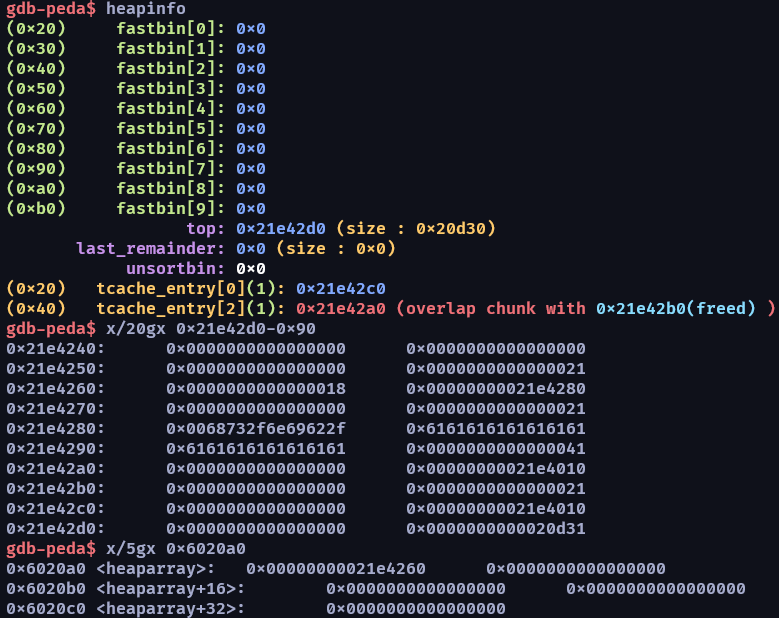 gdb-peda$ heapinfo
(0x20)     fastbin[0]: 0x0
(0x30)     fastbin[1]: 0x0
(0x40)     fastbin[2]: 0x0
(0x50)     fastbin[3]: 0x0
(0x60)     fastbin[4]: 0x0
(0x70)     fastbin[5]: 0x0
(0x80)     fastbin[6]: 0x0
(0x90)     fastbin[7]: 0x0
(0xa0)     fastbin[8]: 0x0
(0xb0)     fastbin[9]: 0x0
top: 0x21e42d0 (size : 0x20d30)
last_remainder: 0x0 (size : 0x0)
unsortbin: 0x0
(0x20)   tcache_entry[0](1): 0x21e42c0
(0x40)   tcache_entry[2](1): 0x21e42a0 (overlap chunk with 0x21e42b0(freed) )
gdb-peda$ x/20gx 0x21e42d0-0x90
0x21e4240:      0x0000000000000000      0x0000000000000000
0x21e4250:      0x0000000000000000      0x0000000000000021
0x21e4260:      0x0000000000000018      0x00000000021e4280
0x21e4270:      0x0000000000000000      0x0000000000000021
0x21e4280:      0x0068732f6e69622f      0x6161616161616161
0x21e4290:      0x6161616161616161      0x0000000000000041
0x21e42a0:      0x0000000000000000      0x00000000021e4010
0x21e42b0:      0x0000000000000000      0x0000000000000021
0x21e42c0:      0x0000000000000000      0x00000000021e4010
0x21e42d0:      0x0000000000000000      0x0000000000020d31
gdb-peda$ x/5gx 0x6020a0
0x6020a0 <heaparray>:   0x00000000021e4260      0x0000000000000000
0x6020b0 <heaparray+16>:        0x0000000000000000      0x0000000000000000
0x6020c0 <heaparray+32>:        0x0000000000000000